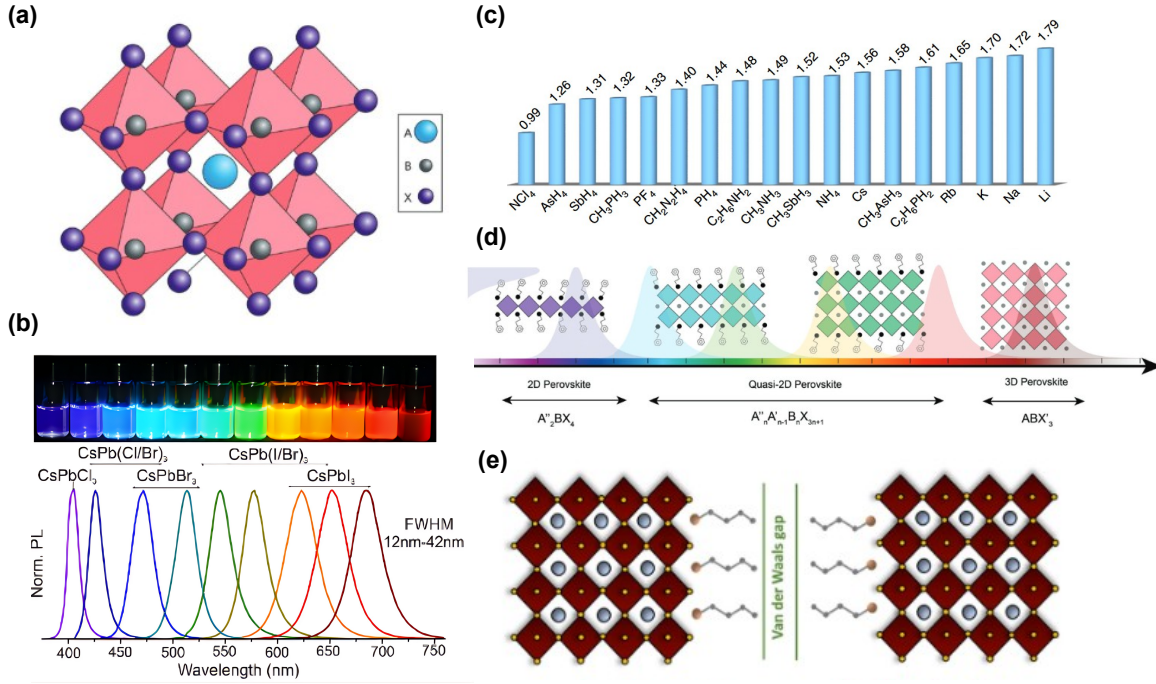 (a)
A
B
X
(b)
CsPb(Cl/Br)₃
CsPb(I/Br)₃
CsPbCl₃
CsPbBr₃
CsPbI₃
FWHM
12nm-42nm
Norm. PL
400 450 500 550 600 650 700 750
Wavelength (nm)
(c)
0.99 1.26 1.31 1.32 1.33 1.40 1.44 1.48 1.49 1.52 1.53 1.56 1.58 1.61 1.65 1.70 1.72 1.79
NCl₄ AsH₄ SbH₄ CH₃PH₃ PF₄ CH₂N₂H₄ PH₄ C₂H₆NH₂ CH₃NH₃ CH₃SbH₃ NH₄ Cs CH₃AsH₃ C₂H₆PH₂ Rb K Na Li
(d)
2D Perovskite
Quasi-2D Perovskite
3D Perovskite
A"₂BX₄
A"ₙA'ₙ₋₁BₙX₃ₙ₊₁
ABX'₃
(e)
Van der Waals gap